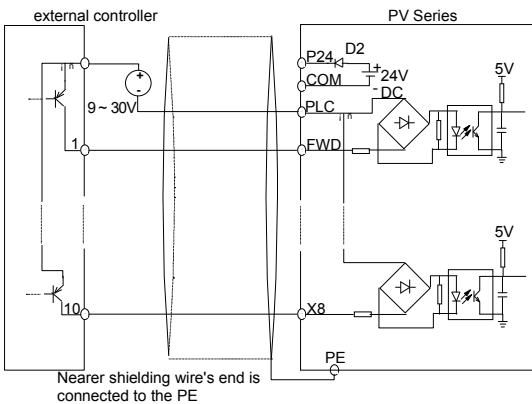 external controller
PV Series
P24
D2
+
24V
COM
-
DC
PLC
5V
+
-
9～30V
1
FWD
5V
10
X8
PE
Nearer shielding wire's end is
connected to the PE